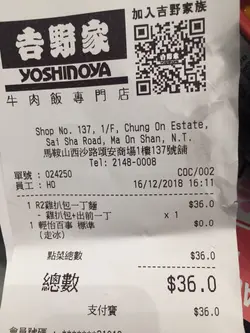 加入吉野家族
吉野家
YOSHINOYA
牛肉飯專門店
Shop No. 137, 1/F, Chung On Estate,
Sai Sha Road, Ma On Shan, N.T.
馬鞍山西沙路頌安商場1樓137號舖
Tel: 2148-0008
單號 : 024250 COC/002
員工 : HO 16/12/2018 16:11
1 R2雞扒包一丁麵 $36.0
- 雞扒包+出前一丁 x 1
1 輕怡百事 標準 $0.0
(走冰)
點菜總數 $36.0
總數 $36.0
支付寶 $36.0